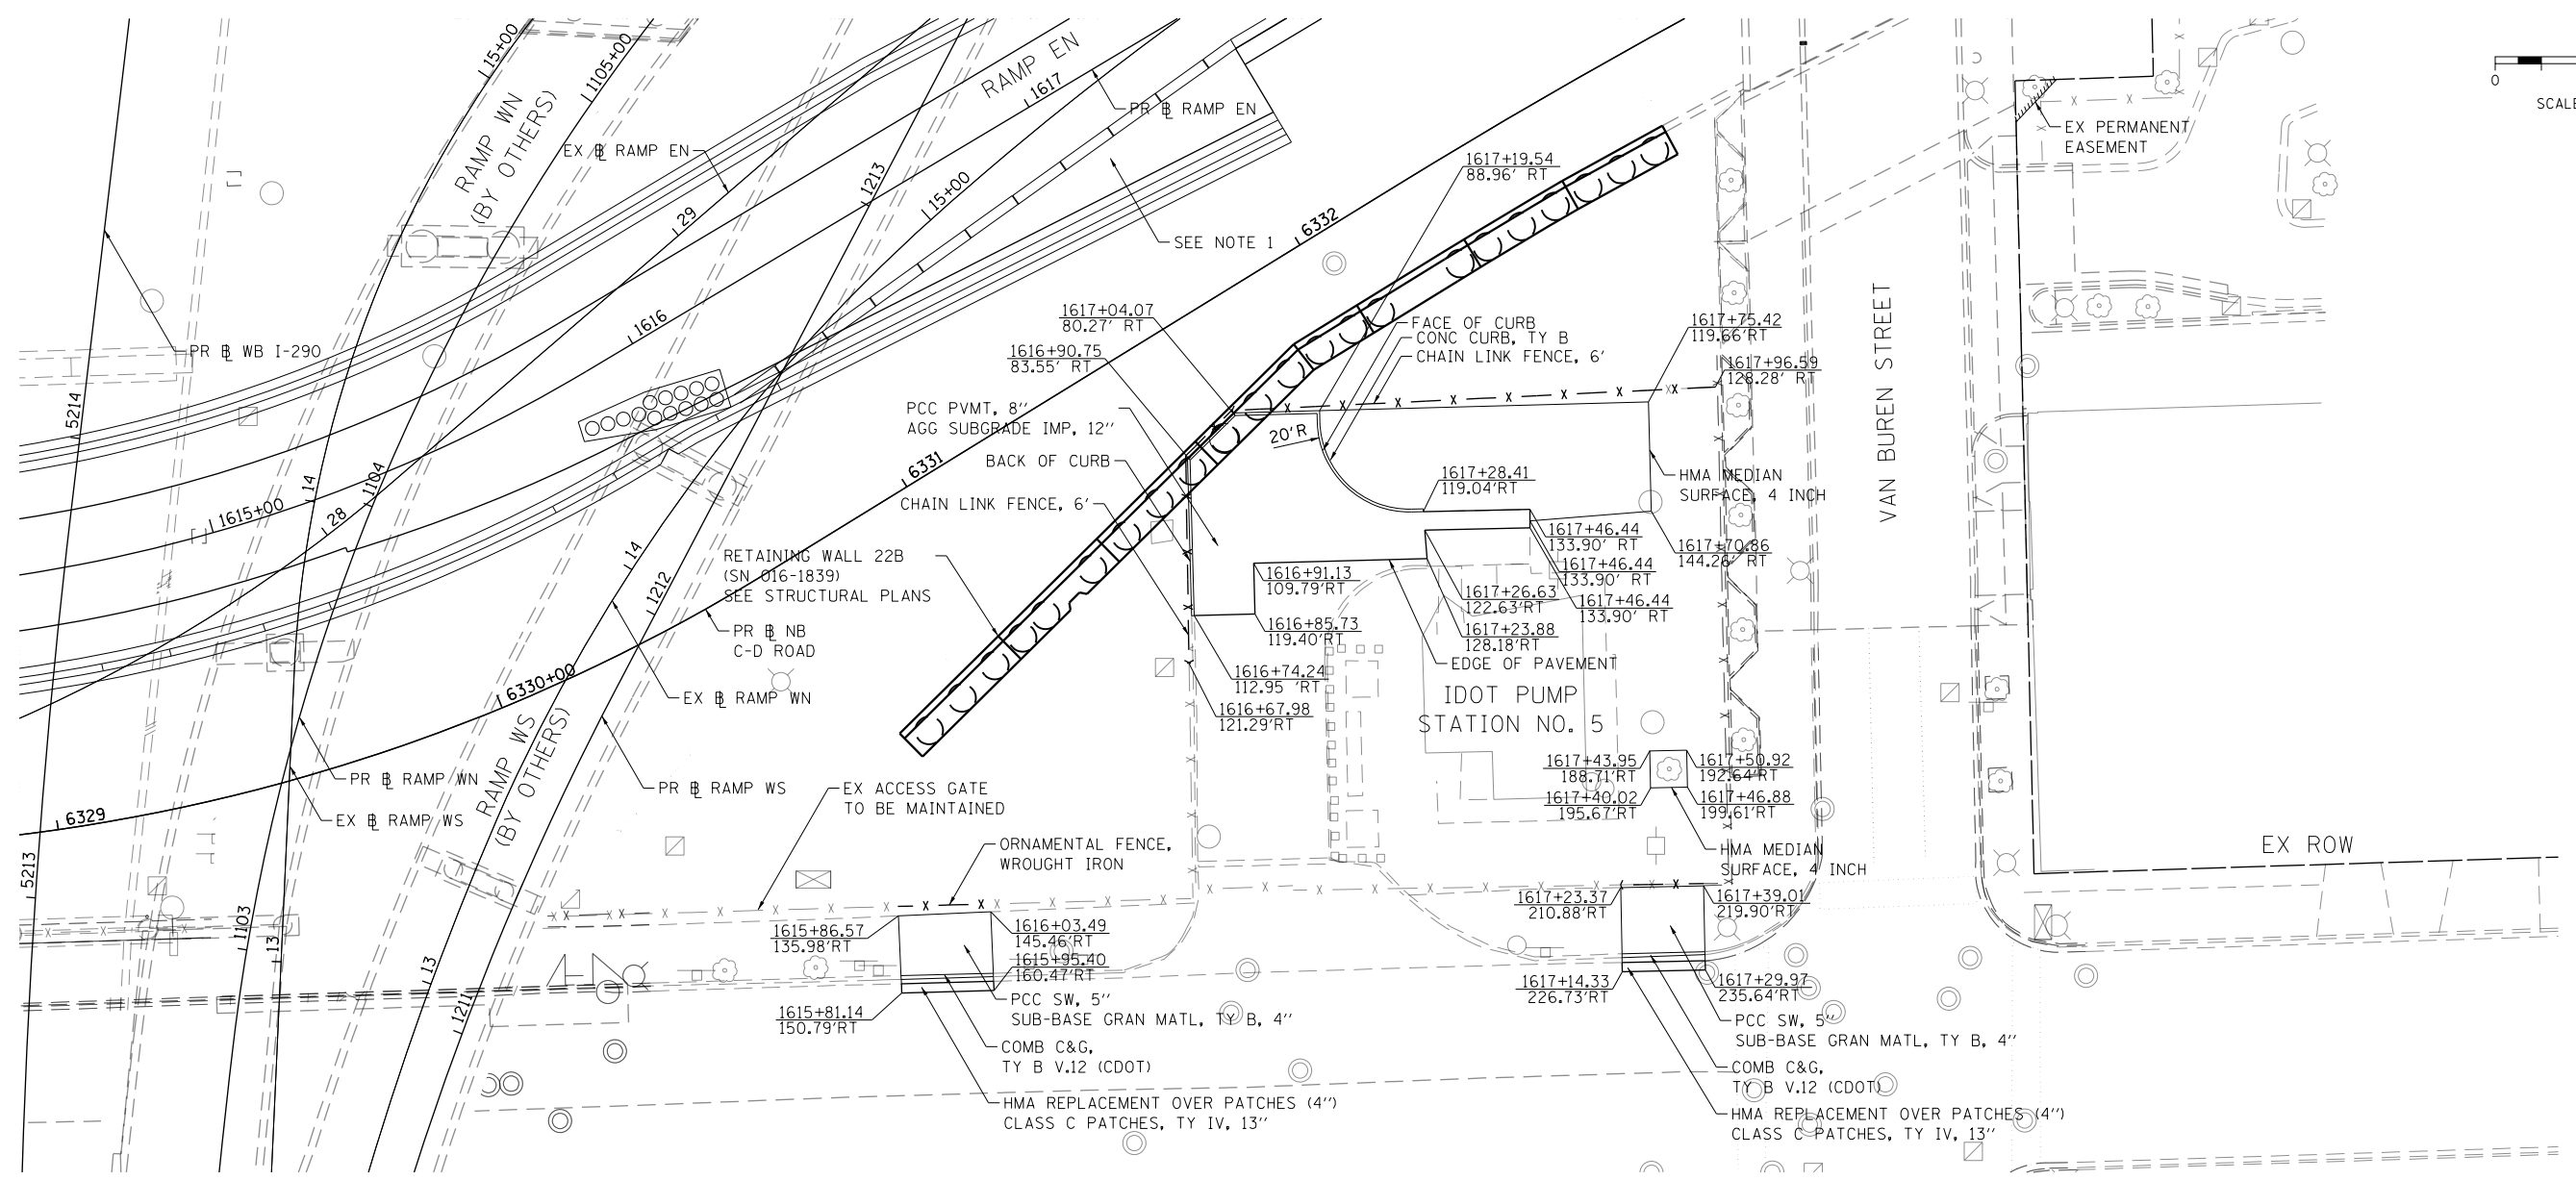 15+00
1105+00
RAMP WN
(BY OTHERS)
RAMP EN
1617
PR BL RAMP EN
EX BL RAMP EN
1213
15+00
29
SEE NOTE 1
6332
1617+19.54
88.96' RT
EX PERMANENT
EASEMENT
0
SCALE
PR BL WB I-290
1616
1617+04.07
80.27' RT
1616+90.75
83.55' RT
FACE OF CURB
CONC CURB, TY B
CHAIN LINK FENCE, 6'
1617+75.42
119.66'RT
1617+96.59
128.28' RT
VAN BUREN STREET
5214
PCC PVMT, 8''
AGG SUBGRADE IMP, 12''
BACK OF CURB
CHAIN LINK FENCE, 6'
20'R
6331
14
1104
1615+00
28
1617+28.41
119.04'RT
HMA MEDIAN
SURFACE, 4 INCH
1617+46.44
133.90' RT
1617+46.44
133.90' RT
1617+46.44
133.90' RT
1617+70.86
144.26' RT
RETAINING WALL 22B
(SN 016-1839)
SEE STRUCTURAL PLANS
14
1212
1616+91.13
109.79'RT
1617+26.63
122.63'RT
1616+85.73
119.40'RT
1617+23.88
128.18'RT
EDGE OF PAVEMENT
PR BL NB
C-D ROAD
1616+74.24
112.95 'RT
1616+67.98
121.29'RT
IDOT PUMP
STATION NO. 5
6330+00
EX BL RAMP WN
RAMP WS
(BY OTHERS)
PR BL RAMP WN
PR BL RAMP WS
EX BL RAMP WS
6329
5213
EX ACCESS GATE
TO BE MAINTAINED
1617+43.95
188.71'RT
1617+50.92
192.64'RT
1617+40.02
195.67'RT
1617+46.88
199.61'RT
HMA MEDIAN
SURFACE, 4 INCH
EX ROW
ORNAMENTAL FENCE,
WROUGHT IRON
1617+23.37
210.88'RT
1617+39.01
219.90'RT
1615+86.57
135.98'RT
1616+03.49
145.46'RT
1615+95.40
160.47'RT
1103
13
13
1211
1615+81.14
150.79'RT
PCC SW, 5''
SUB-BASE GRAN MATL, TY B, 4''
COMB C&G,
TY B V.12 (CDOT)
HMA REPLACEMENT OVER PATCHES (4'')
CLASS C PATCHES, TY IV, 13''
1617+14.33
226.73'RT
1617+29.97
235.64'RT
PCC SW, 5''
SUB-BASE GRAN MATL, TY B, 4''
COMB C&G,
TY B V.12 (CDOT)
HMA REPLACEMENT OVER PATCHES (4'')
CLASS C PATCHES, TY IV, 13''